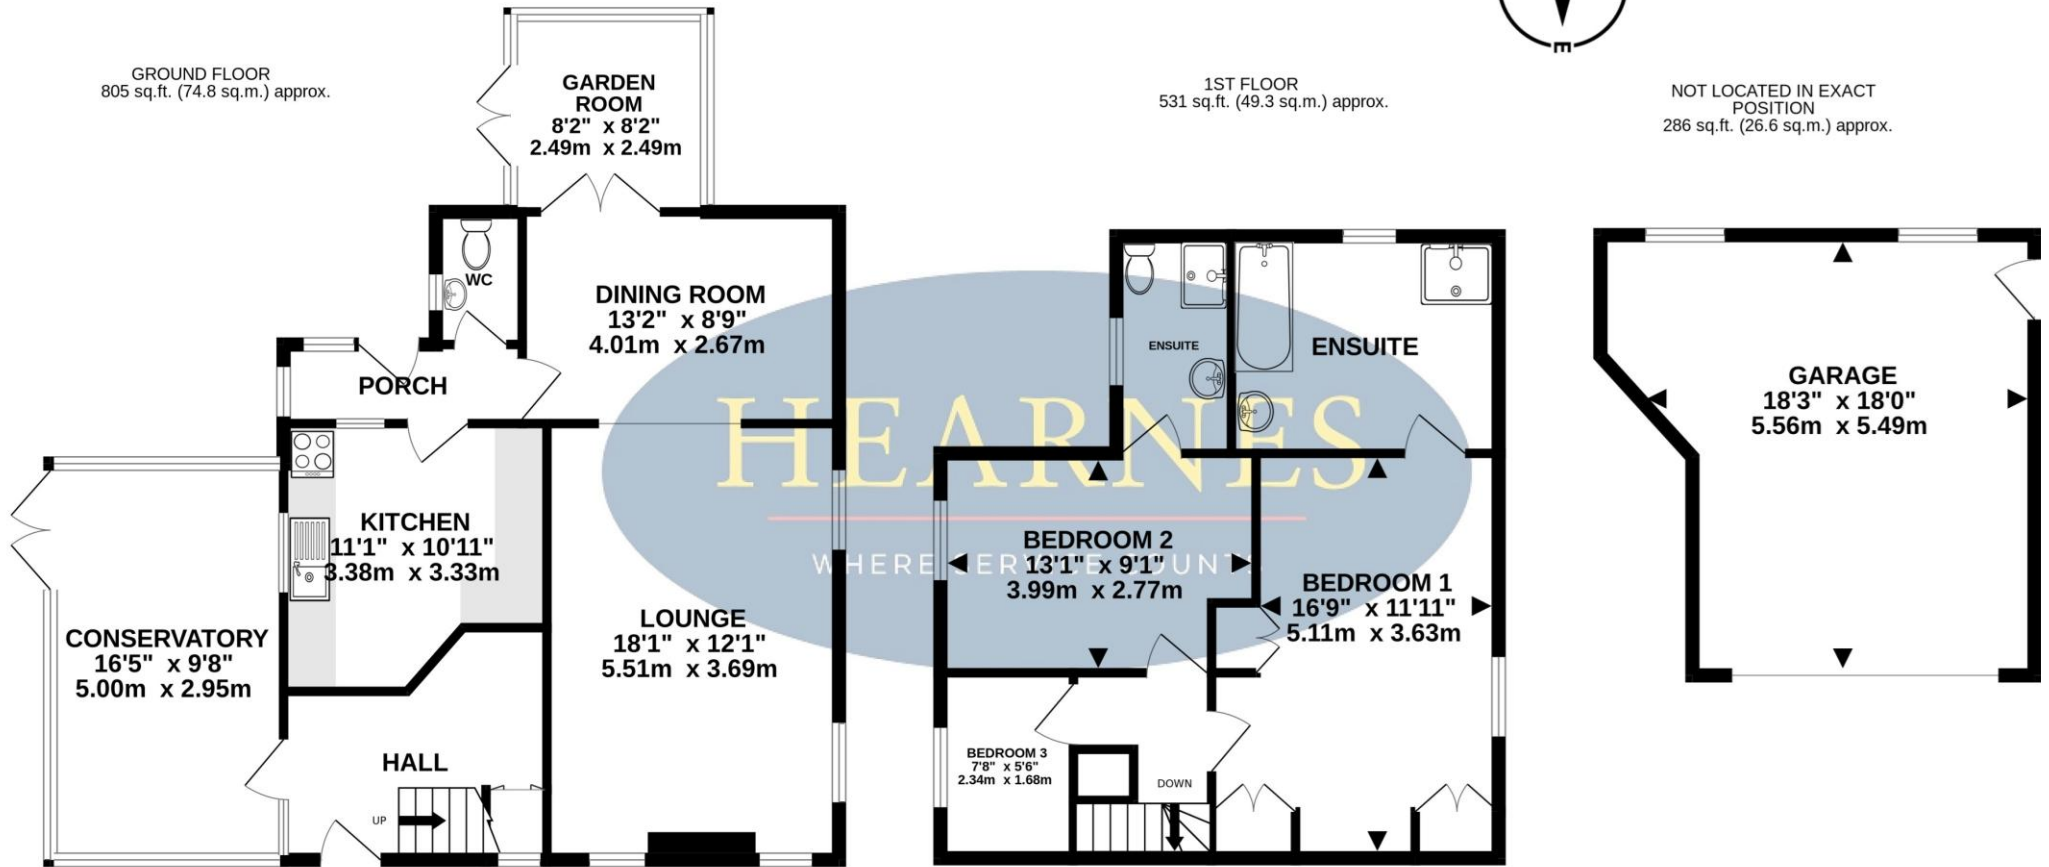 GROUND FLOOR
805 sq.ft. (74.8 sq.m.) approx.
GARDEN
ROOM
8'2" x 8'2"
2.49m x 2.49m
WC
DINING ROOM
13'2" x 8'9"
4.01m x 2.67m
PORCH
KITCHEN
11'1" x 10'11"
3.38m x 3.33m
CONSERVATORY
16'5" x 9'8"
5.00m x 2.95m
LOUNGE
18'1" x 12'1"
5.51m x 3.69m
HALL
UP
HEARNES
WHERE SERVICE COUNTS
1ST FLOOR
531 sq.ft. (49.3 sq.m.) approx.
ENSUITE
ENSUITE
BEDROOM 2
13'1" x 9'1"
3.99m x 2.77m
BEDROOM 1
16'9" x 11'11"
5.11m x 3.63m
BEDROOM 3
7'8" x 5'6"
2.34m x 1.68m
DOWN
E
NOT LOCATED IN EXACT
POSITION
286 sq.ft. (26.6 sq.m.) approx.
GARAGE
18'3" x 18'0"
5.56m x 5.49m